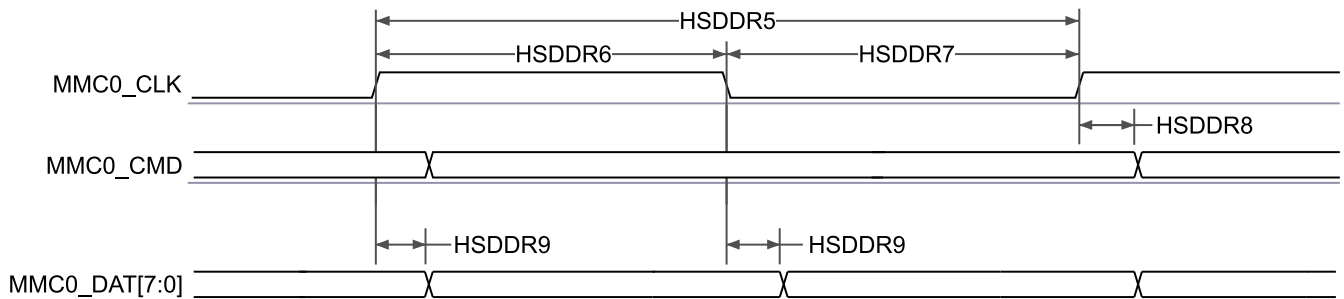 HSDDR5
HSDDR6 HSDDR7
MMC0_CLK
HSDDR8
MMC0_CMD
HSDDR9 HSDDR9
MMC0_DAT[7:0]